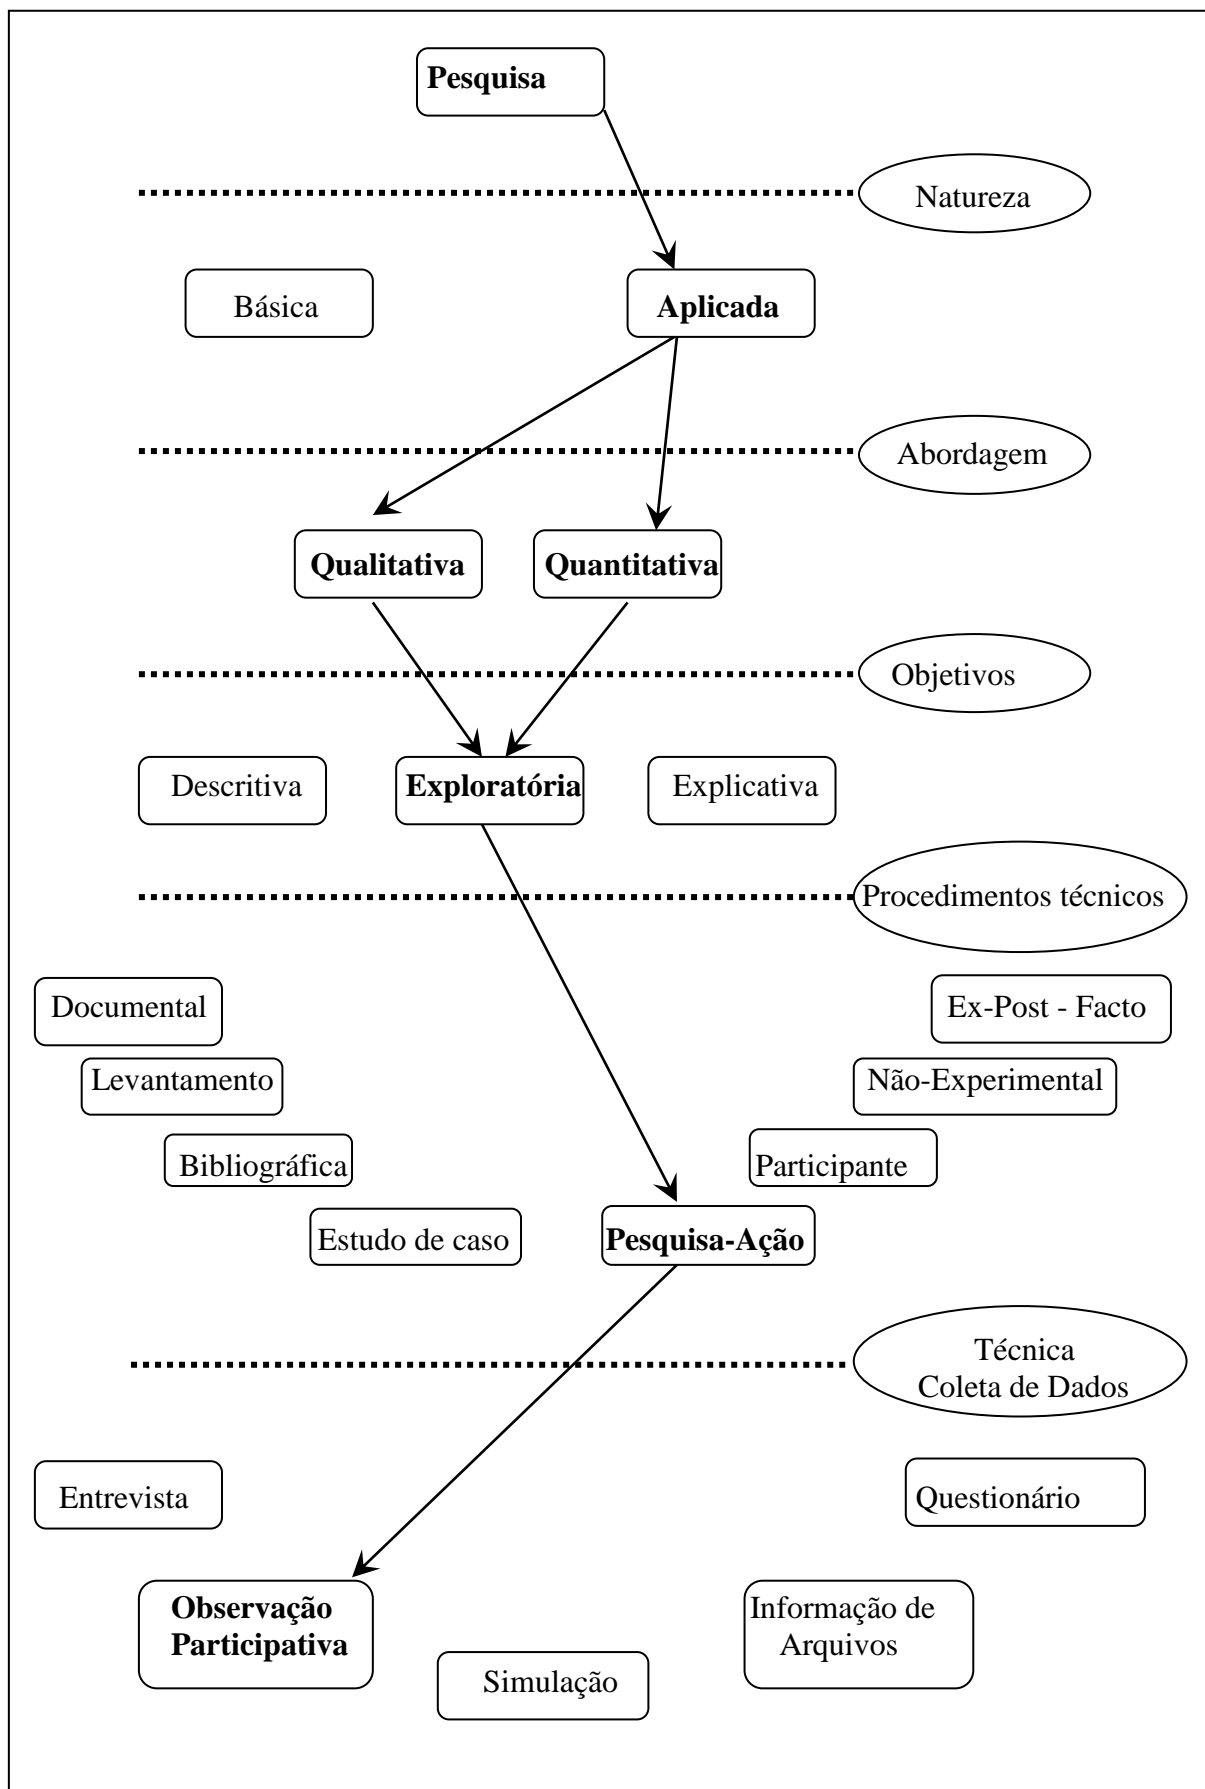 Pesquisa
Natureza
Básica
Aplicada
Abordagem
Qualitativa
Quantitativa
Objetivos
Descritiva
Exploratória
Explicativa
Procedimentos técnicos
Documental
Ex-Post - Facto
Levantamento
Não-Experimental
Bibliográfica
Participante
Estudo de caso
Pesquisa-Ação
Técnica
Coleta de Dados
Entrevista
Questionário
Observação
Participativa
Informação de
Arquivos
Simulação